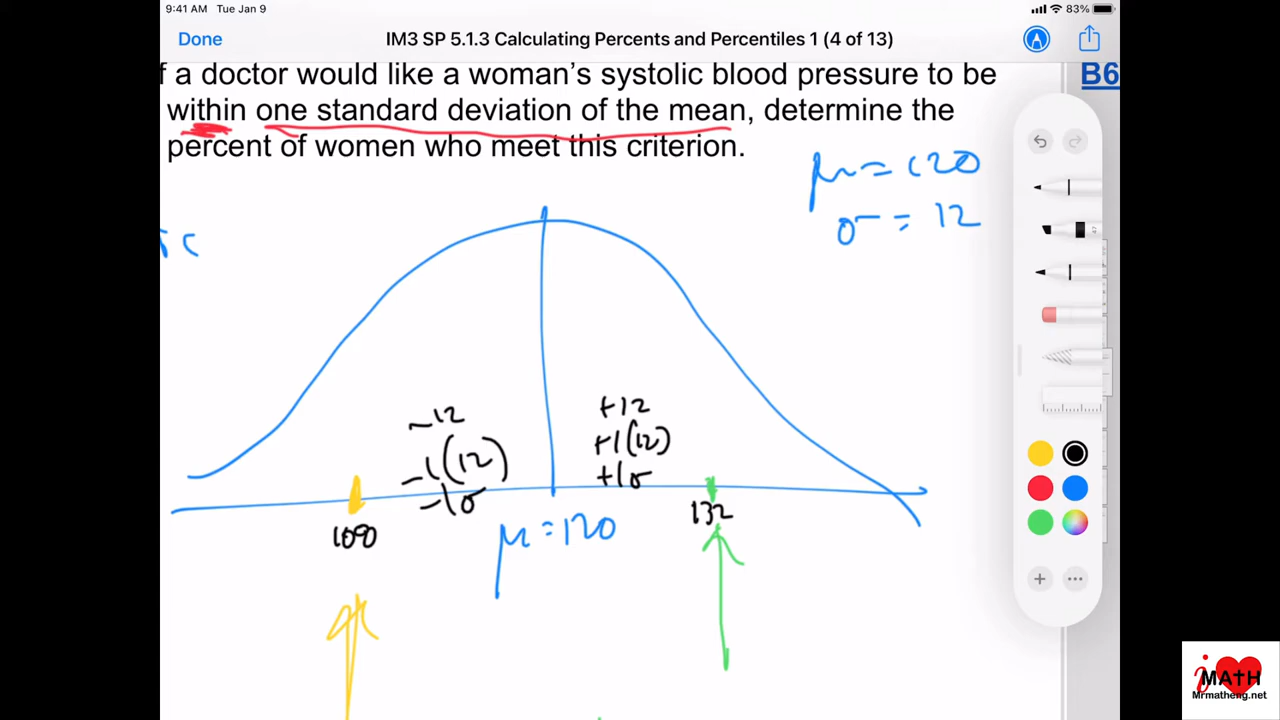 9:41 AM Tue Jan 9
83%
Done
IM3 SP 5.1.3 Calculating Percents and Percentiles 1 (4 of 13)
f a doctor would like a woman's systolic blood pressure to be
B6
within one standard deviation of the mean, determine the
percent of women who meet this criterion.
μ = 120
σ = 12
-12
-1(12)
-1σ
+12
+1(12)
+1σ
132
μ = 120
i MATH
Mrmatheng.net